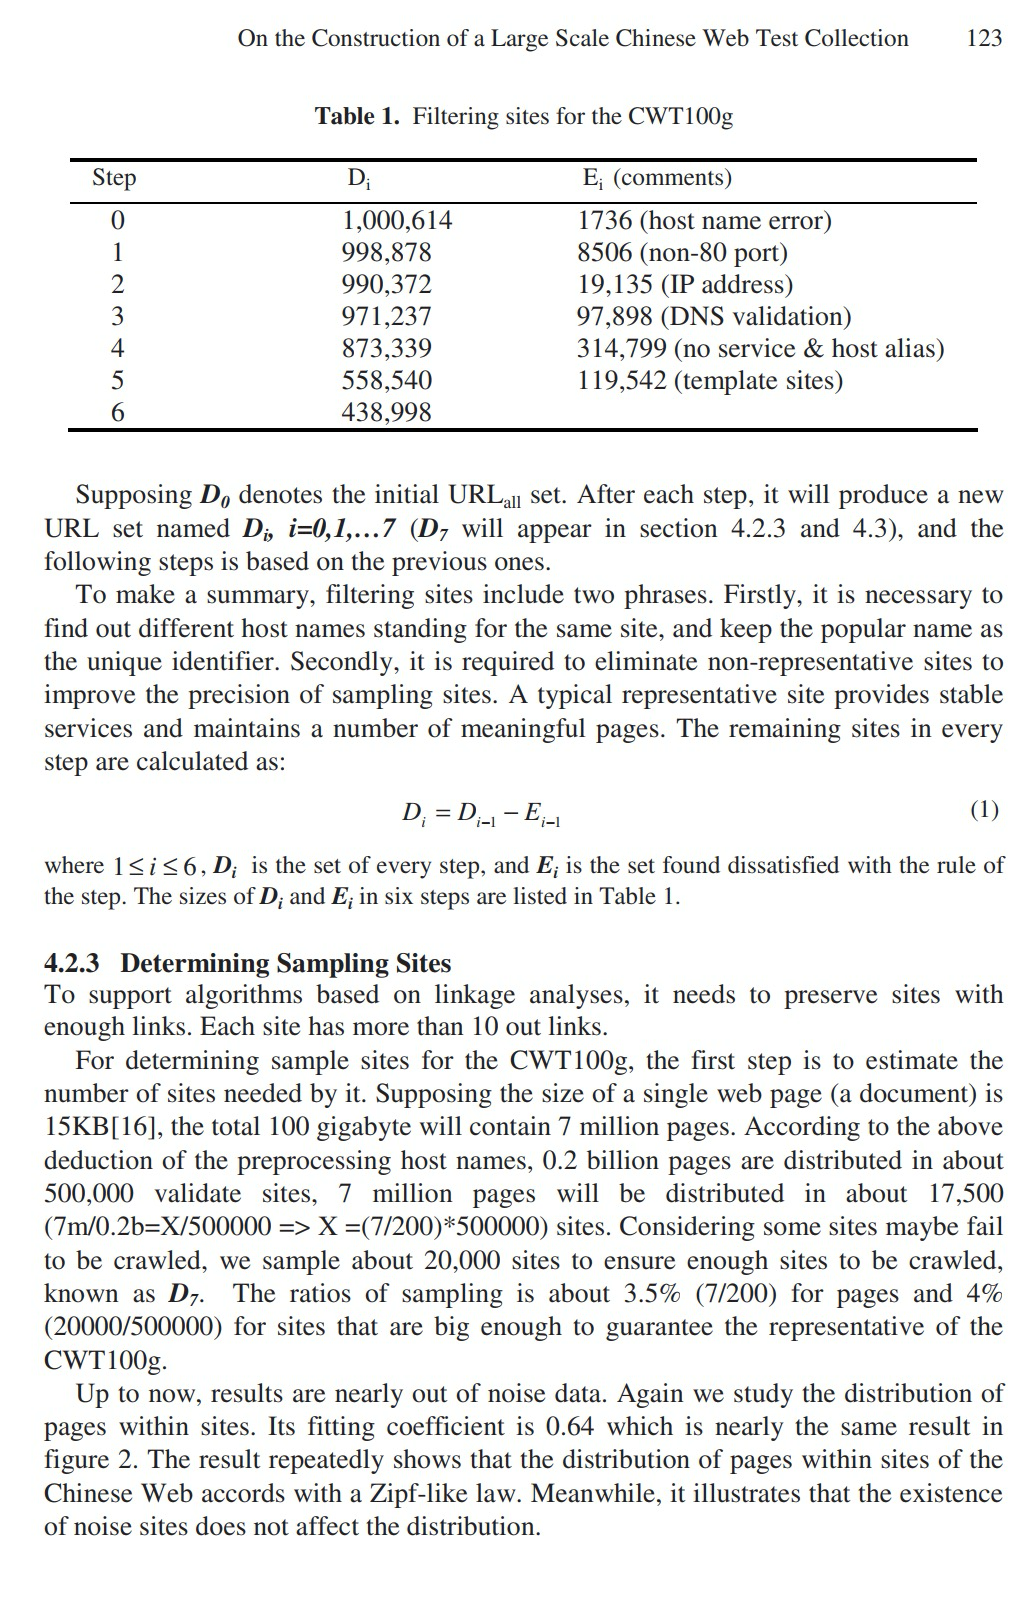 On the Construction of a Large Scale Chinese Web Test Collection 123
Table 1. Filtering sites for the CWT100g
Step Di Ei (comments)
0 1,000,614 1736 (host name error)
1 998,878 8506 (non-80 port)
2 990,372 19,135 (IP address)
3 971,237 97,898 (DNS validation)
4 873,339 314,799 (no service & host alias)
5 558,540 119,542 (template sites)
6 438,998
Supposing D0 denotes the initial URLall set. After each step, it will produce a new
URL set named Di, i=0,1,…7 (D7 will appear in section 4.2.3 and 4.3), and the
following steps is based on the previous ones.
To make a summary, filtering sites include two phrases. Firstly, it is necessary to
find out different host names standing for the same site, and keep the popular name as
the unique identifier. Secondly, it is required to eliminate non-representative sites to
improve the precision of sampling sites. A typical representative site provides stable
services and maintains a number of meaningful pages. The remaining sites in every
step are calculated as:
Di = Di−1 − Ei−1 (1)
where 1 ≤ i ≤ 6, Di is the set of every step, and Ei is the set found dissatisfied with the rule of
the step. The sizes of Di and Ei in six steps are listed in Table 1.
4.2.3 Determining Sampling Sites
To support algorithms based on linkage analyses, it needs to preserve sites with
enough links. Each site has more than 10 out links.
For determining sample sites for the CWT100g, the first step is to estimate the
number of sites needed by it. Supposing the size of a single web page (a document) is
15KB[16], the total 100 gigabyte will contain 7 million pages. According to the above
deduction of the preprocessing host names, 0.2 billion pages are distributed in about
500,000 validate sites, 7 million pages will be distributed in about 17,500
(7m/0.2b=X/500000 => X =(7/200)*500000) sites. Considering some sites maybe fail
to be crawled, we sample about 20,000 sites to ensure enough sites to be crawled,
known as D7. The ratios of sampling is about 3.5% (7/200) for pages and 4%
(20000/500000) for sites that are big enough to guarantee the representative of the
CWT100g.
Up to now, results are nearly out of noise data. Again we study the distribution of
pages within sites. Its fitting coefficient is 0.64 which is nearly the same result in
figure 2. The result repeatedly shows that the distribution of pages within sites of the
Chinese Web accords with a Zipf-like law. Meanwhile, it illustrates that the existence
of noise sites does not affect the distribution.